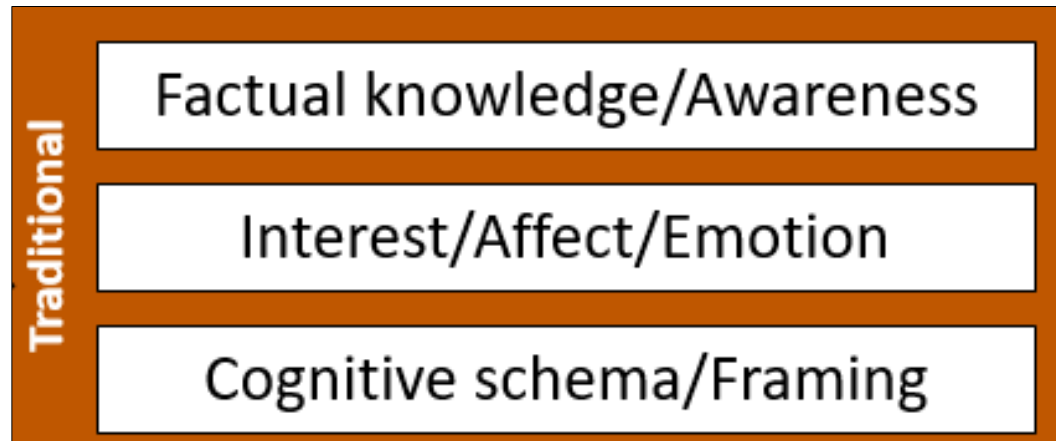 Traditional
Factual knowledge/Awareness
Interest/Affect/Emotion
Cognitive schema/Framing